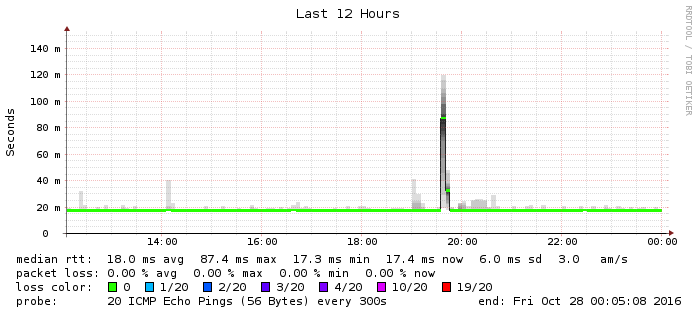 Last 12 Hours
RRDTOOL / TOBI OETIKER
Seconds
140 m
120 m
100 m
80 m
60 m
40 m
20 m
0
14:00 16:00 18:00 20:00 22:00 00:00
median rtt: 18.0 ms avg 87.4 ms max 17.3 ms min 17.4 ms now 6.0 ms sd 3.0 am/s
packet loss: 0.00 % avg 0.00 % max 0.00 % min 0.00 % now
loss color: 0 1/20 2/20 3/20 4/20 10/20 19/20
probe: 20 ICMP Echo Pings (56 Bytes) every 300s end: Fri Oct 28 00:05:08 2016